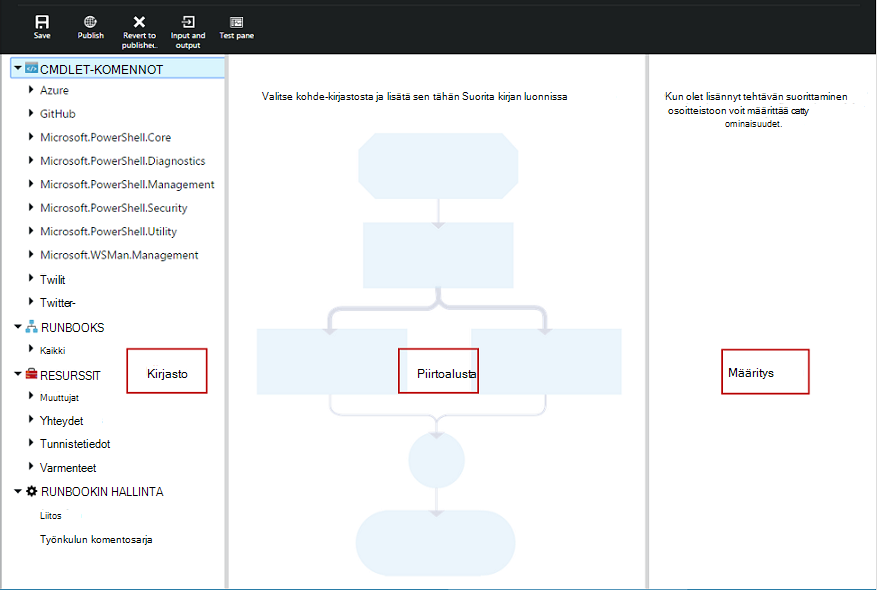 Save
Publish
Revert to
publishe..
Input and
output
Test pane
CMDLET-KOMENNOT
Azure
GitHub
Microsoft.PowerShell.Core
Microsoft.PowerShell.Diagnostics
Microsoft.PowerShell.Management
Microsoft.PowerShell.Security
Microsoft.PowerShell.Utility
Microsoft.WSMan.Management
Twilit
Twitter-
RUNBOOKS
Kaikki
RESURSSIT
Muuttujat
Yhteydet
Tunnistetiedot
Varmenteet
RUNBOOKIN HALLINTA
Liitos
Työnkulun komentosarja
Kirjasto
Valitse kohde-kirjastosta ja lisätä sen tähän Suorita kirjan luonnissa
Piirtoalusta
Kun olet lisännyt tehtävän suorittaminen
osoitteistoon voit määrittää catty
ominaisuudet.
Määritys